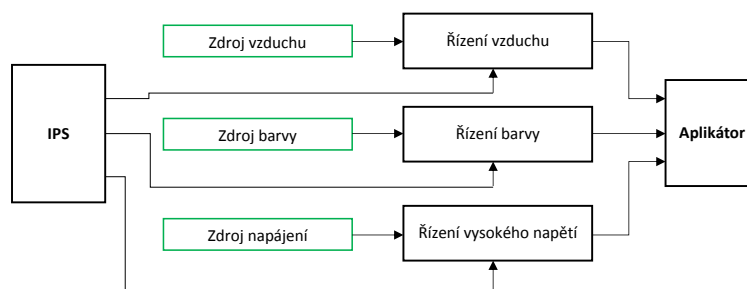 Zdroj vzduchu
Řízení vzduchu
IPS
Zdroj barvy
Řízení barvy
Aplikátor
Zdroj napájení
Řízení vysokého napětí